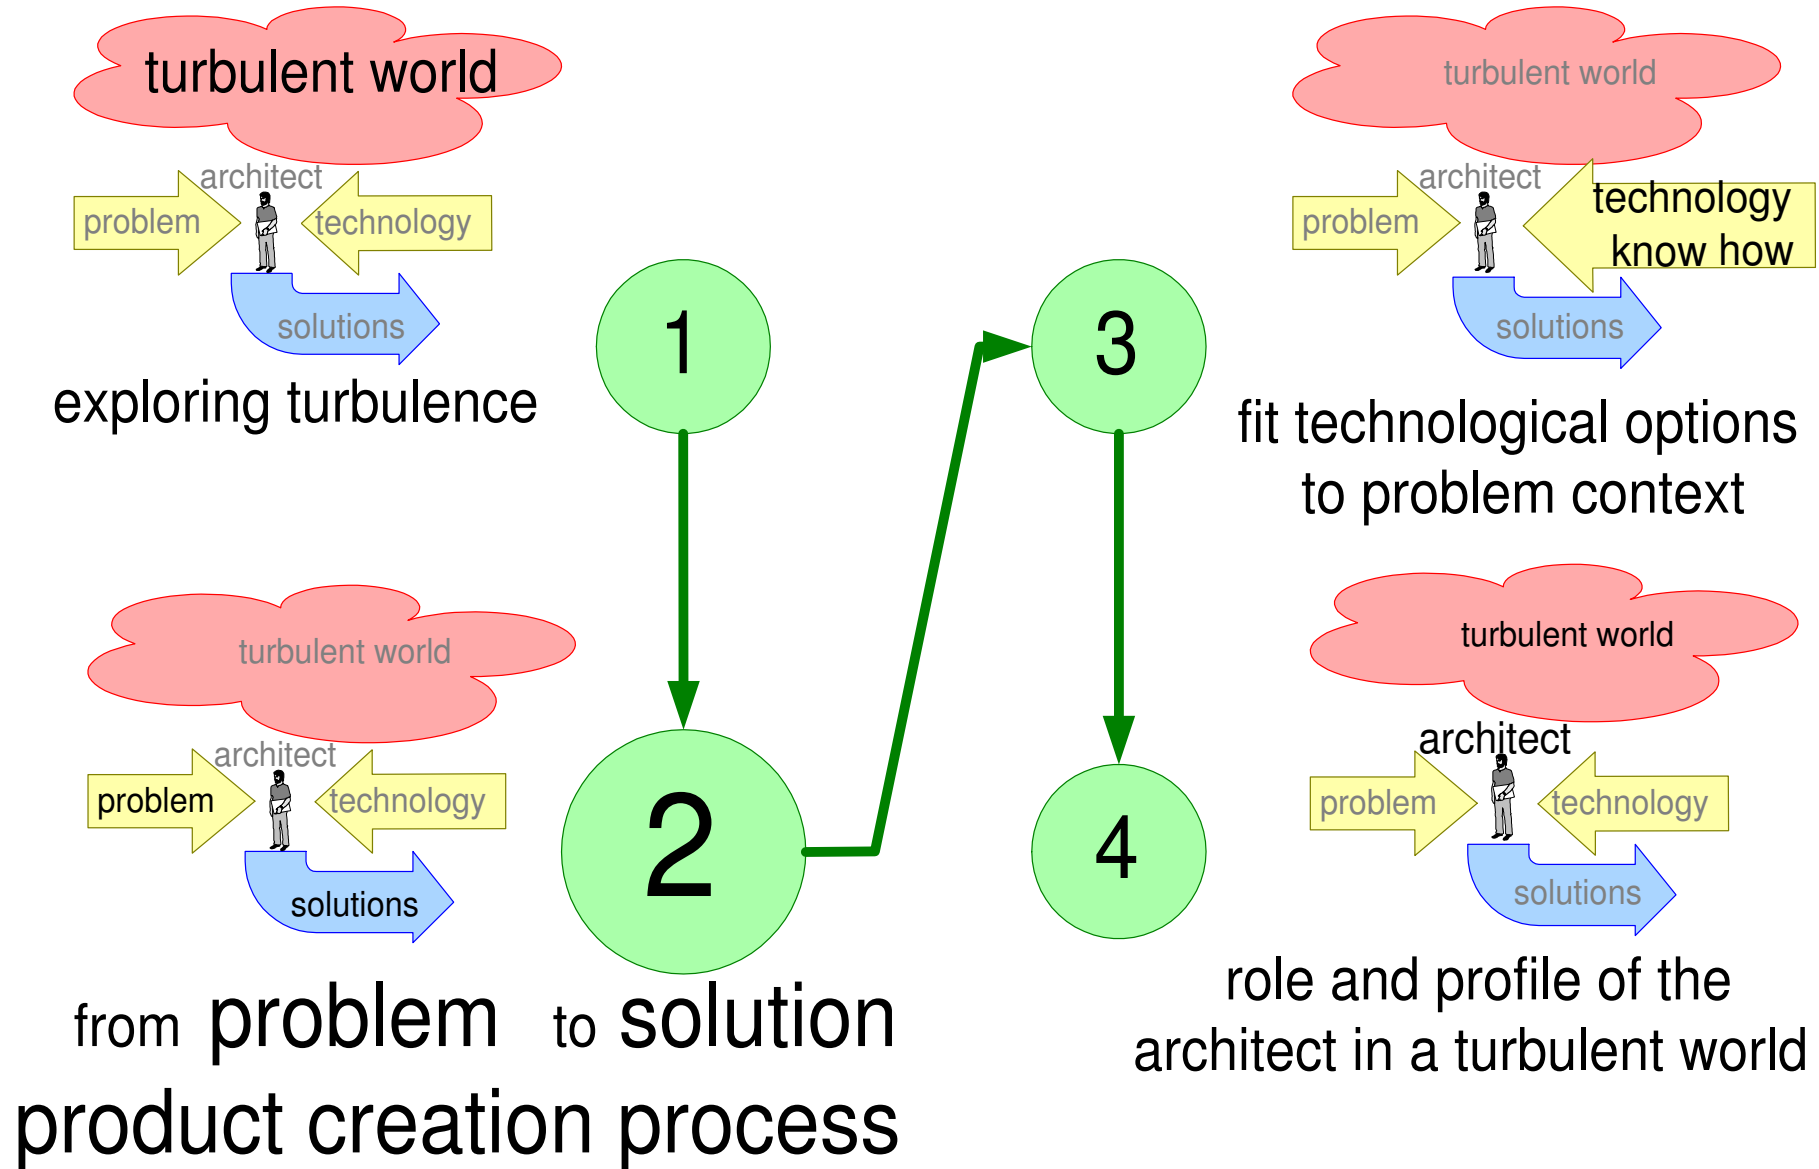 turbulent world
architect
problem
technology
solutions
exploring turbulence
1
turbulent world
architect
problem
technology
solutions
from problem to solution
product creation process
2
turbulent world
architect
problem
technology
know how
solutions
fit technological options
to problem context
3
turbulent world
architect
problem
technology
solutions
role and profile of the
architect in a turbulent world
4